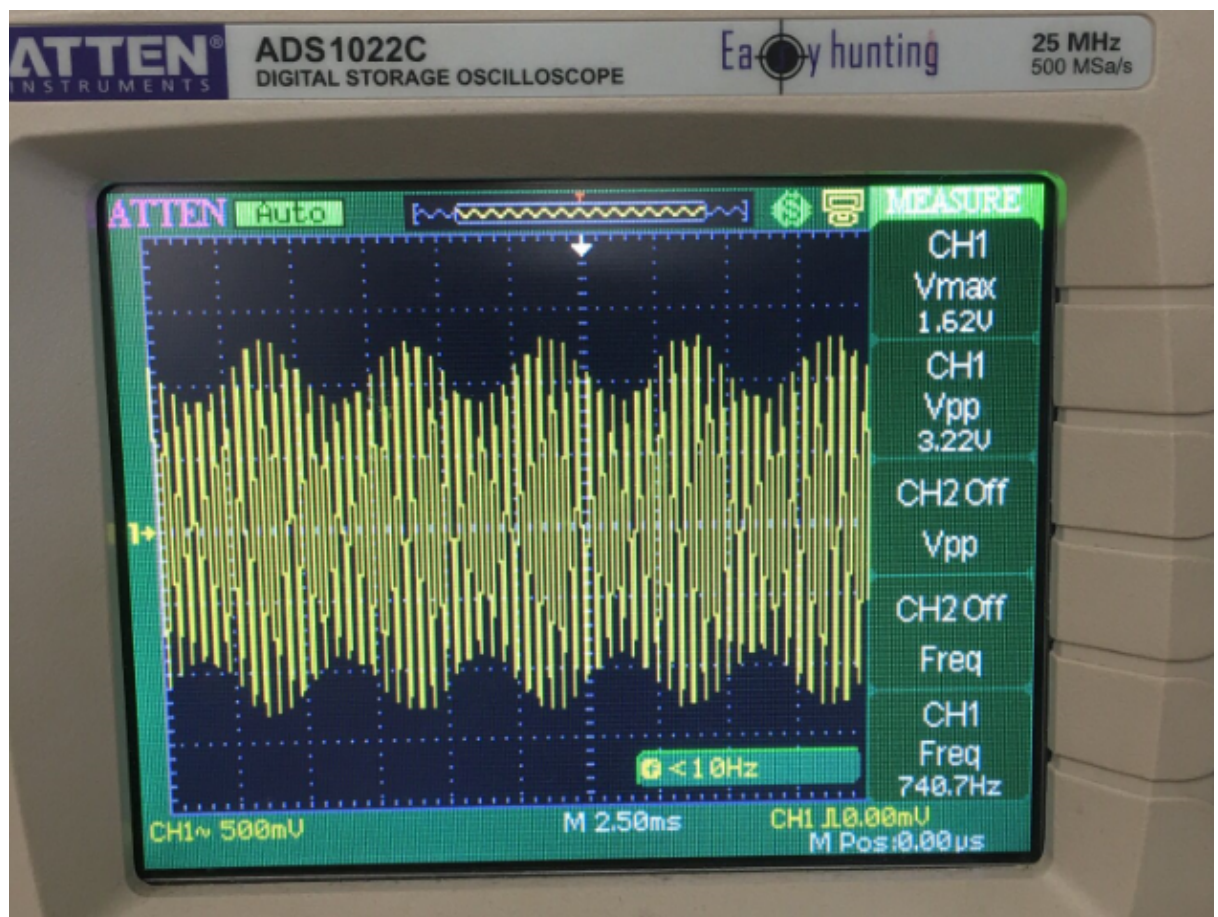 ATTEN®
INSTRUMENTS
ADS1022C
DIGITAL STORAGE OSCILLOSCOPE
Easy hunting
25 MHz
500 MSa/s
ATTEN
Auto
T
MEASURE
CH1
Vmax
1.62V
CH1
Vpp
3.22V
CH2 Off
Vpp
CH2 Off
Freq
CH1
Freq
740.7Hz
1
F <10Hz
CH1~ 500mV
M 2.50ms
CH1 0.00mV
M Pos:0.00µs